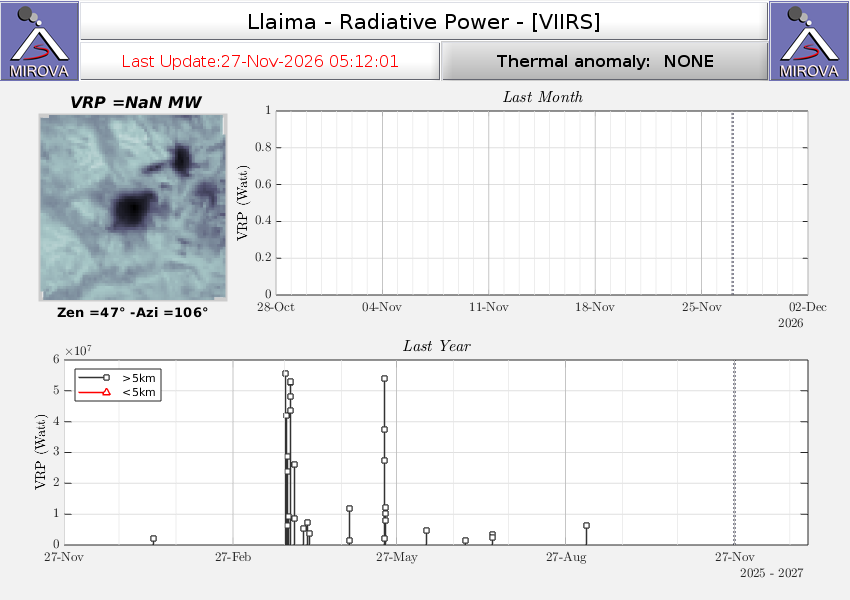 Llaima - Radiative Power - [VIIRS]
MIROVA
Last Update:27-Nov-2026 05:12:01
Thermal anomaly: NONE
MIROVA
VRP =NaN MW
Zen =47° -Azi =106°
Last Month
VRP (Watt)
1
0.8
0.6
0.4
0.2
0
28-Oct
04-Nov
11-Nov
18-Nov
25-Nov
02-Dec
2026
Last Year
×10⁷
VRP (Watt)
6
5
4
3
2
1
0
>5km
<5km
27-Nov
27-Feb
27-May
27-Aug
27-Nov
2025 - 2027